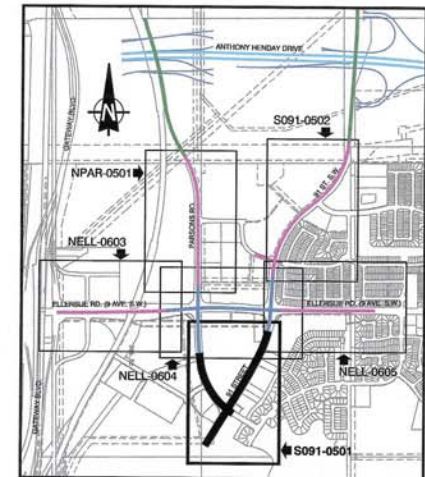 ANTHONY HENDAY DRIVE
GATEWAY BLVD
S091-0502
N
NPAR-0501
PARSONS RD.
91 ST. S.W.
NELL-0603
ELLERSLIE RD. (9 AVE. S.W.)
ELLERSLIE RD. (9 AVE. S.W.)
NELL-0604
NELL-0605
91 STREET
GATEWAY BLVD
S091-0501